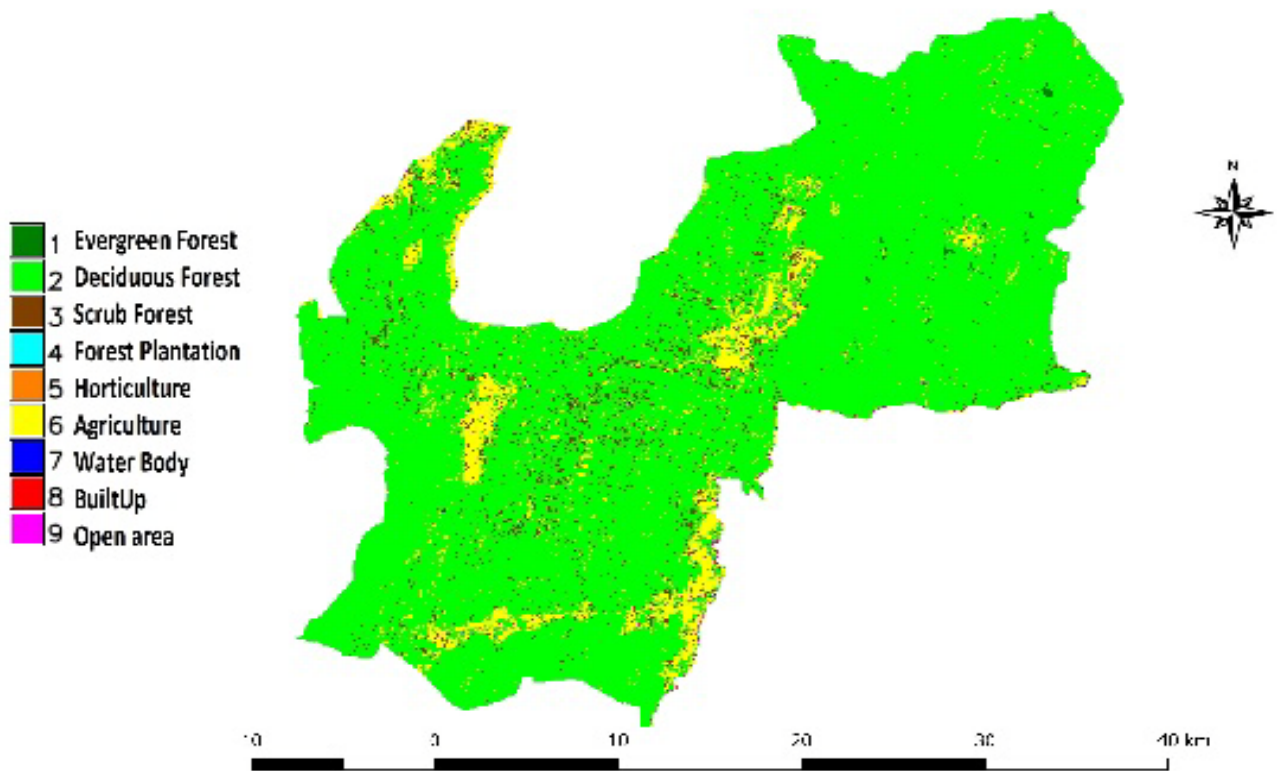 N
1 Evergreen Forest
2 Deciduous Forest
3 Scrub Forest
4 Forest Plantation
5 Horticulture
6 Agriculture
7 Water Body
8 BuiltUp
9 Open area
10 0 10 20 30 40 km